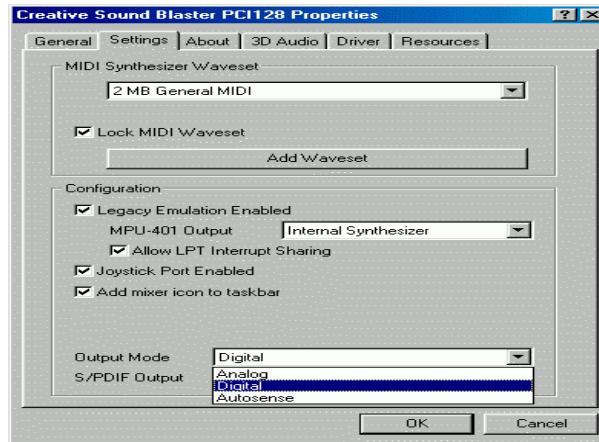 Creative Sound Blaster PCI128 Properties
General Settings About 3D Audio Driver Resources
MIDI Synthesizer Waveset
2 MB General MIDI
Lock MIDI Waveset
Add Waveset
Configuration
Legacy Emulation Enabled
MPU-401 Output Internal Synthesizer
Allow LPT Interrupt Sharing
Joystick Port Enabled
Add mixer icon to taskbar
Output Mode Digital
Analog
S/PDIF Output Digital
Autosense
OK Cancel